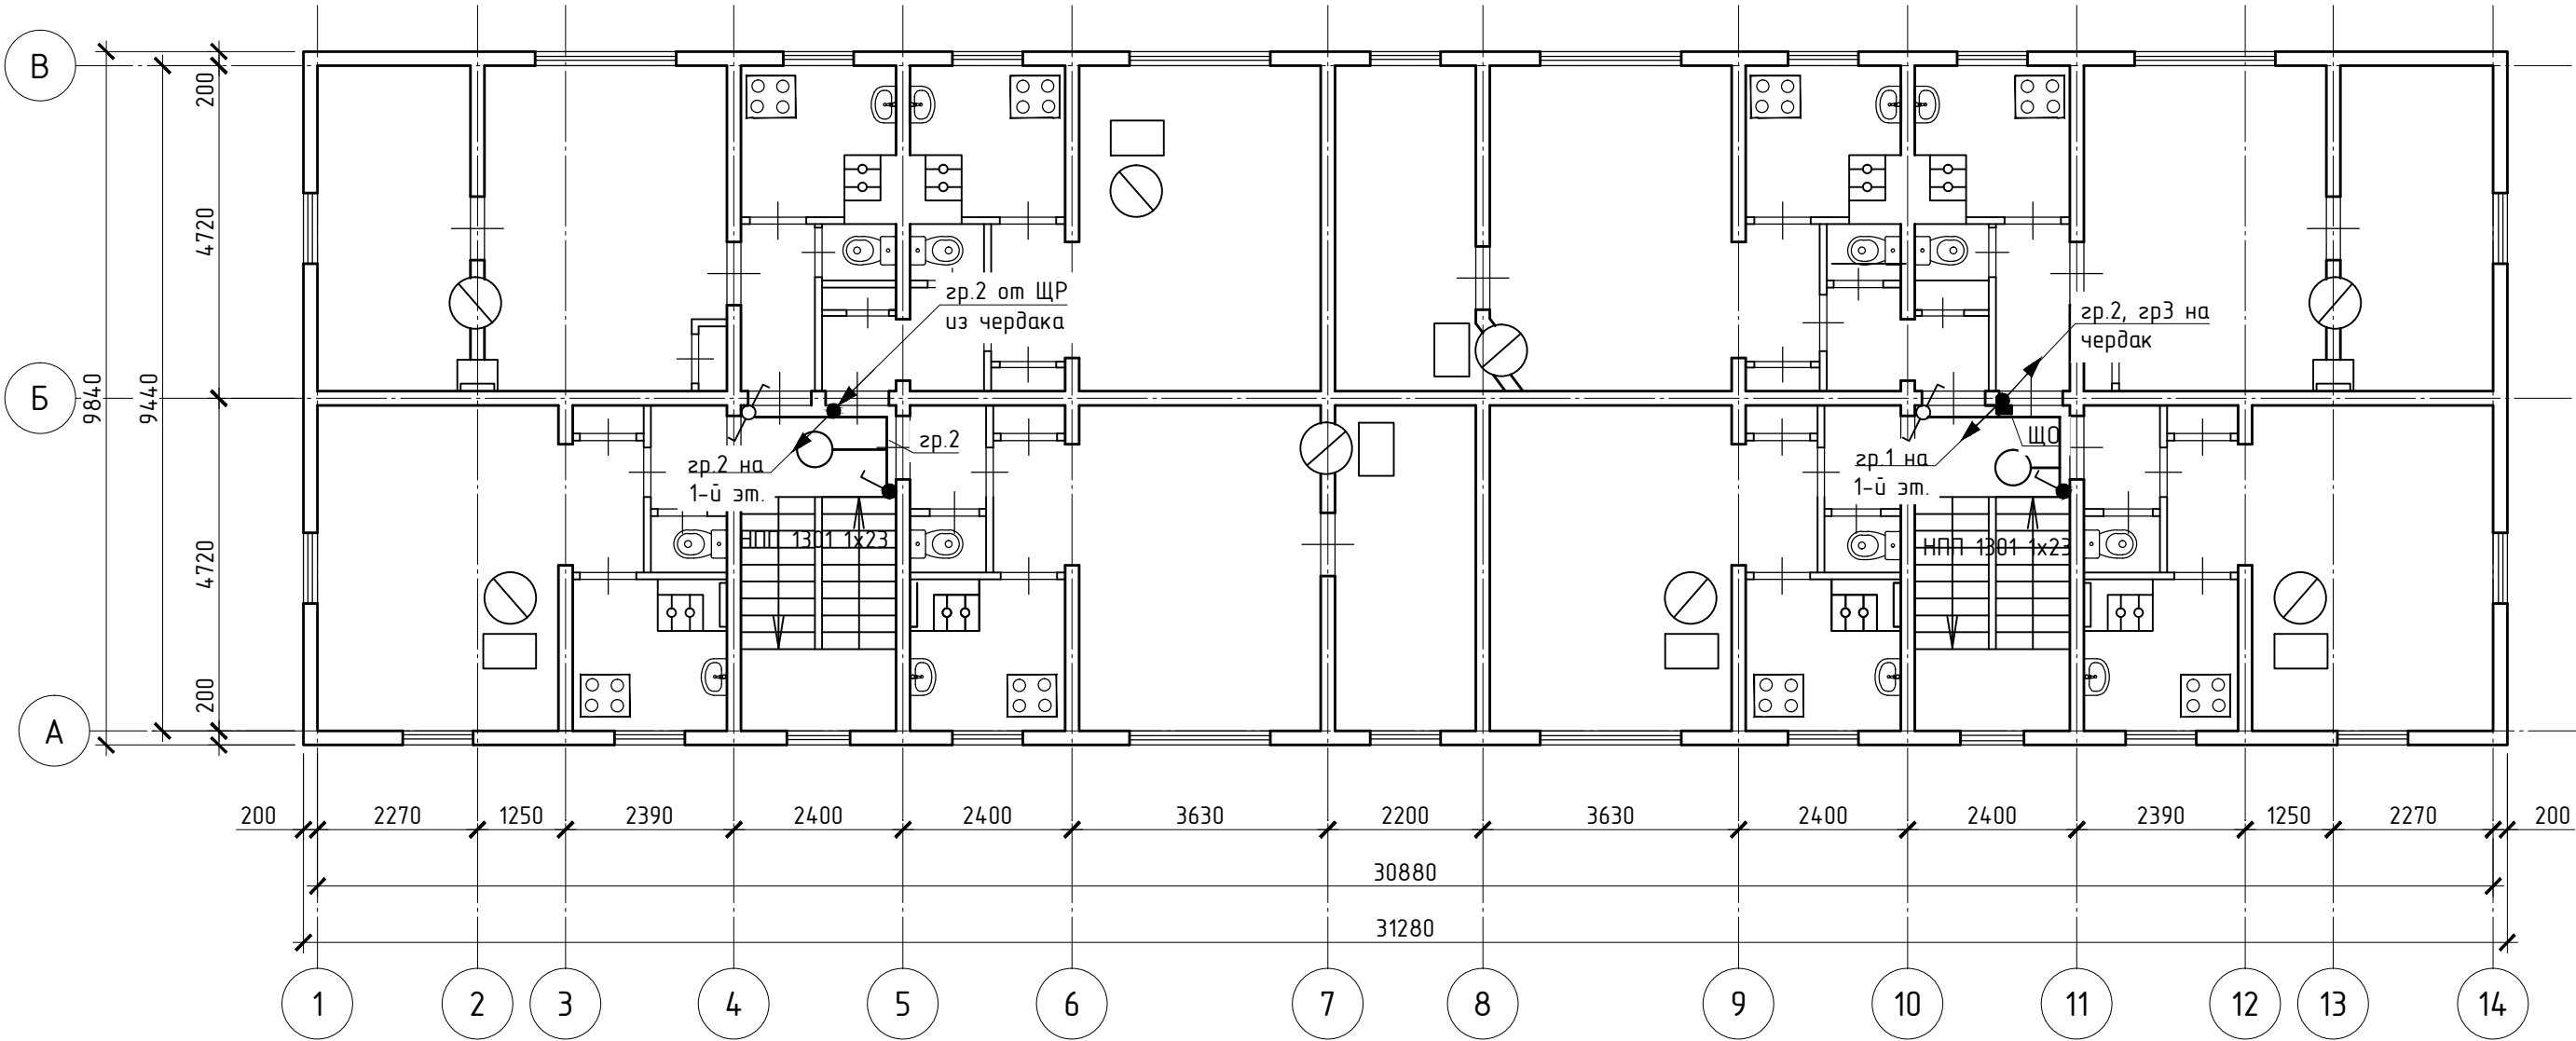 В
200
4720
Б
9840
9440
4720
200
А
гр.2 от ЩР
из чердака
гр.2, гр3 на
чердак
гр.2
гр.2 на
1-й эт.
ЩО
гр.1 на
1-й эт.
НПП 1301 1х23
НПП 1301 1х23
200 2270 1250 2390 2400 2400 3630 2200 3630 2400 2400 2390 1250 2270 200
30880
31280
1 2 3 4 5 6 7 8 9 10 11 12 13 14